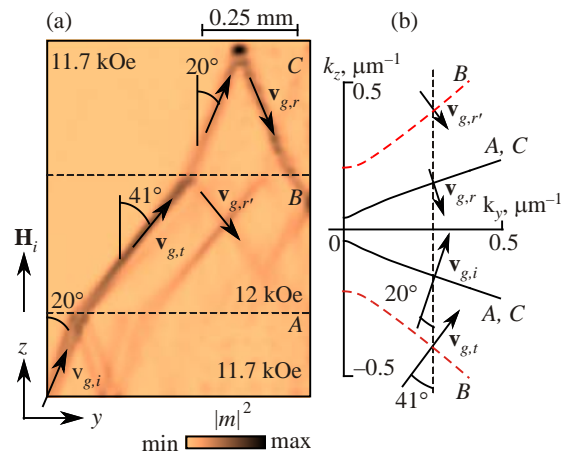 (a)
0.25 mm
11.7 kOe
20°
C
v_{g,r}
41°
B
v_{g,r'}
v_{g,t}
H_i
12 kOe
20°
A
z
v_{g,i}
11.7 kOe
y
|m|^2
min max
(b)
k_z, μm^{-1}
0.5
B
v_{g,r'}
A, C
v_{g,r}
k_y, μm^{-1}
0
0.5
v_{g,i}
20°
A, C
v_{g,t}
−0.5
41°
B